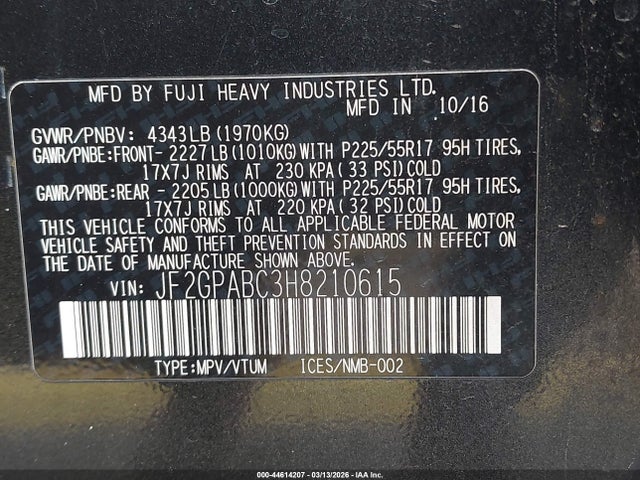 MFD BY FUJI HEAVY INDUSTRIES LTD.
MFD IN 10/16
GVWR/PNBV: 4343LB (1970KG)
GAWR/PNBE:FRONT- 2227LB(1010KG)WITH P225/55R17 95H TIRES,
17X7J RIMS AT 230 KPA( 33 PSI)COLD
GAWR/PNBE:REAR - 2205LB(1000KG)WITH P225/55R17 95H TIRES,
17X7J RIMS AT 220 KPA( 32 PSI)COLD
THIS VEHICLE CONFORMS TO ALL APPLICABLE FEDERAL MOTOR
VEHICLE SAFETY AND THEFT PREVENTION STANDARDS IN EFFECT ON
THE DATE OF MANUFACTURE SHOWN ABOVE.
VIN: JF2GPABC3H8210615
TYPE:MPV/VTUM ICES/NMB-002
000-44614207 - 03/13/2026 - IAA Inc.